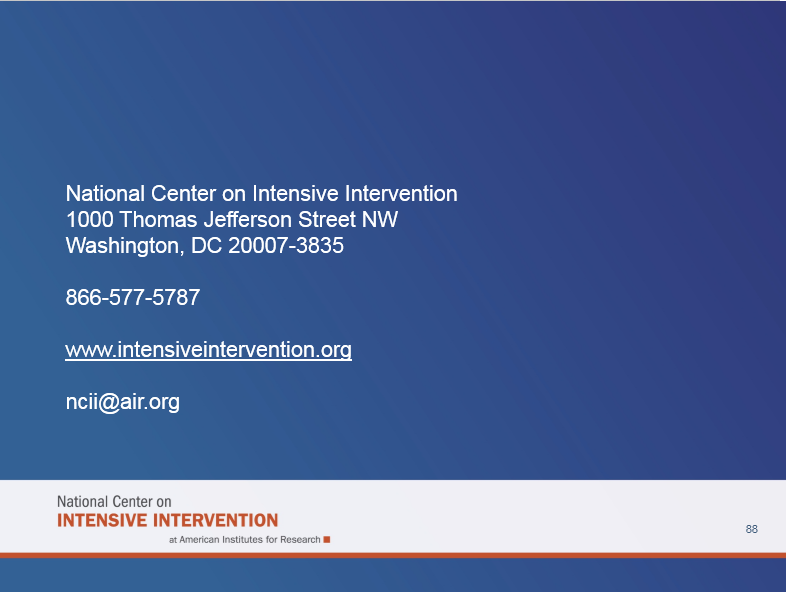 National Center on Intensive Intervention
1000 Thomas Jefferson Street NW
Washington, DC 20007-3835
866-577-5787
www.intensiveintervention.org
ncii@air.org
National Center on
INTENSIVE INTERVENTION
at American Institutes for Research
88